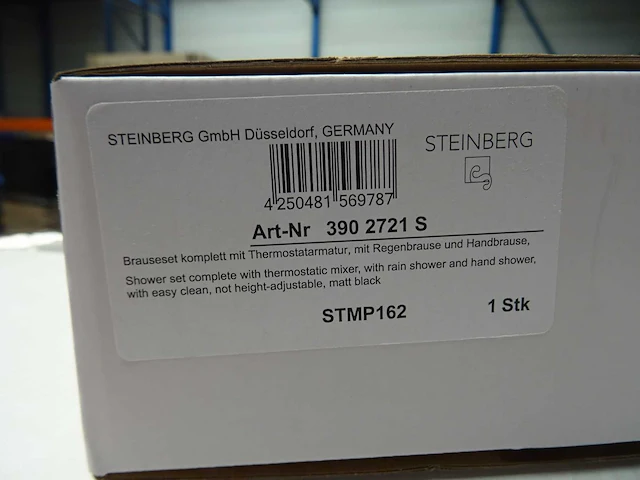 STEINBERG GmbH Düsseldorf, GERMANY
STEINBERG
4 250481 569787
Art-Nr 390 2721 S
Brauseset komplett mit Thermostatarmatur, mit Regenbrause und Handbrause,
Shower set complete with thermostatic mixer, with rain shower and hand shower,
with easy clean, not height-adjustable, matt black
STMP162 1 Stk